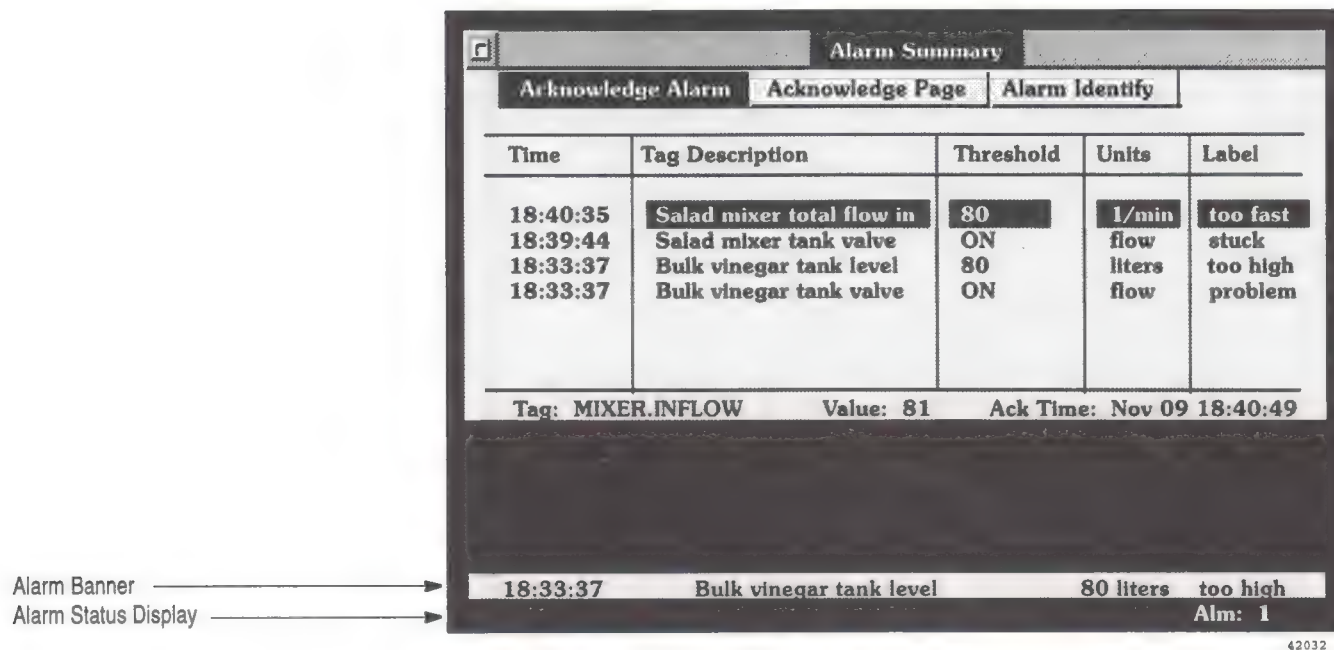 Alarm Summary
Acknowledge Alarm Acknowledge Page Alarm Identify
Time Tag Description Threshold Units Label
18:40:35 Salad mixer total flow in 80 1/min too fast
18:39:44 Salad mixer tank valve ON flow stuck
18:33:37 Bulk vinegar tank level 80 liters too high
18:33:37 Bulk vinegar tank valve ON flow problem
Tag: MIXER.INFLOW Value: 81 Ack Time: Nov 09 18:40:49
Alarm Banner 18:33:37 Bulk vinegar tank level 80 liters too high
Alarm Status Display Alm: 1
42032